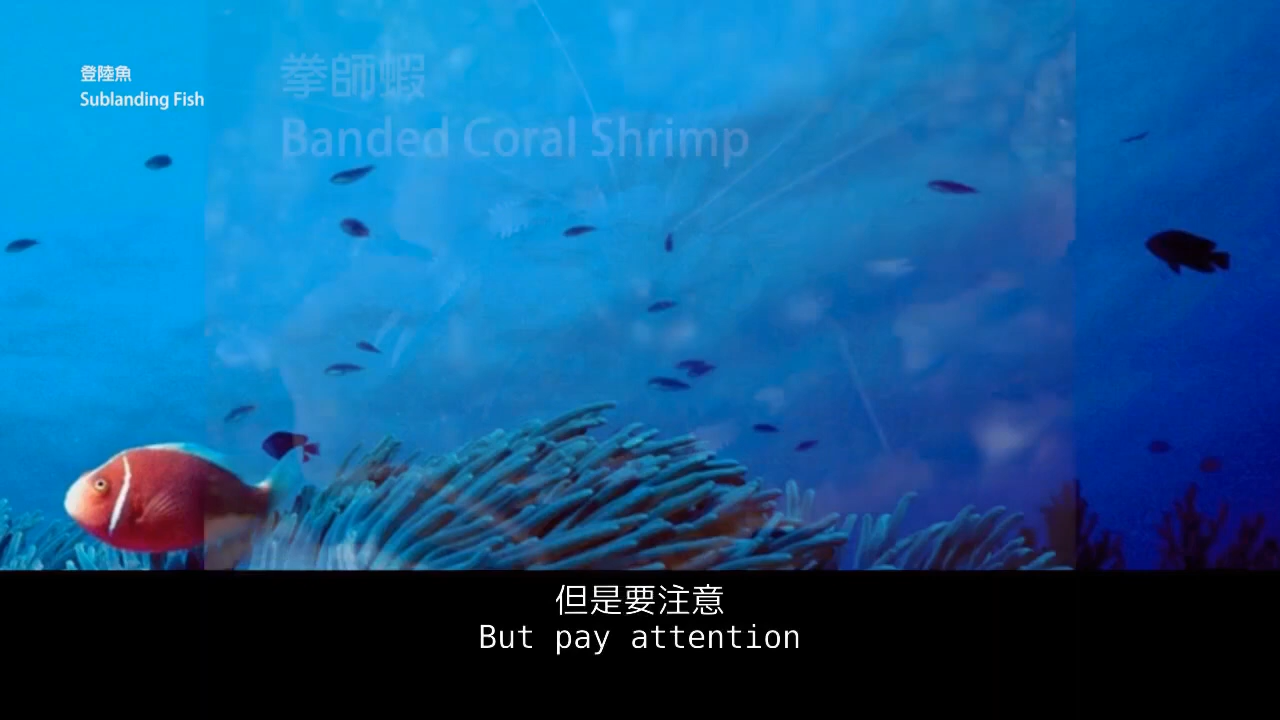 登陸魚
Sublanding Fish
拳師蝦
Banded Coral Shrimp
但是要注意
But pay attention